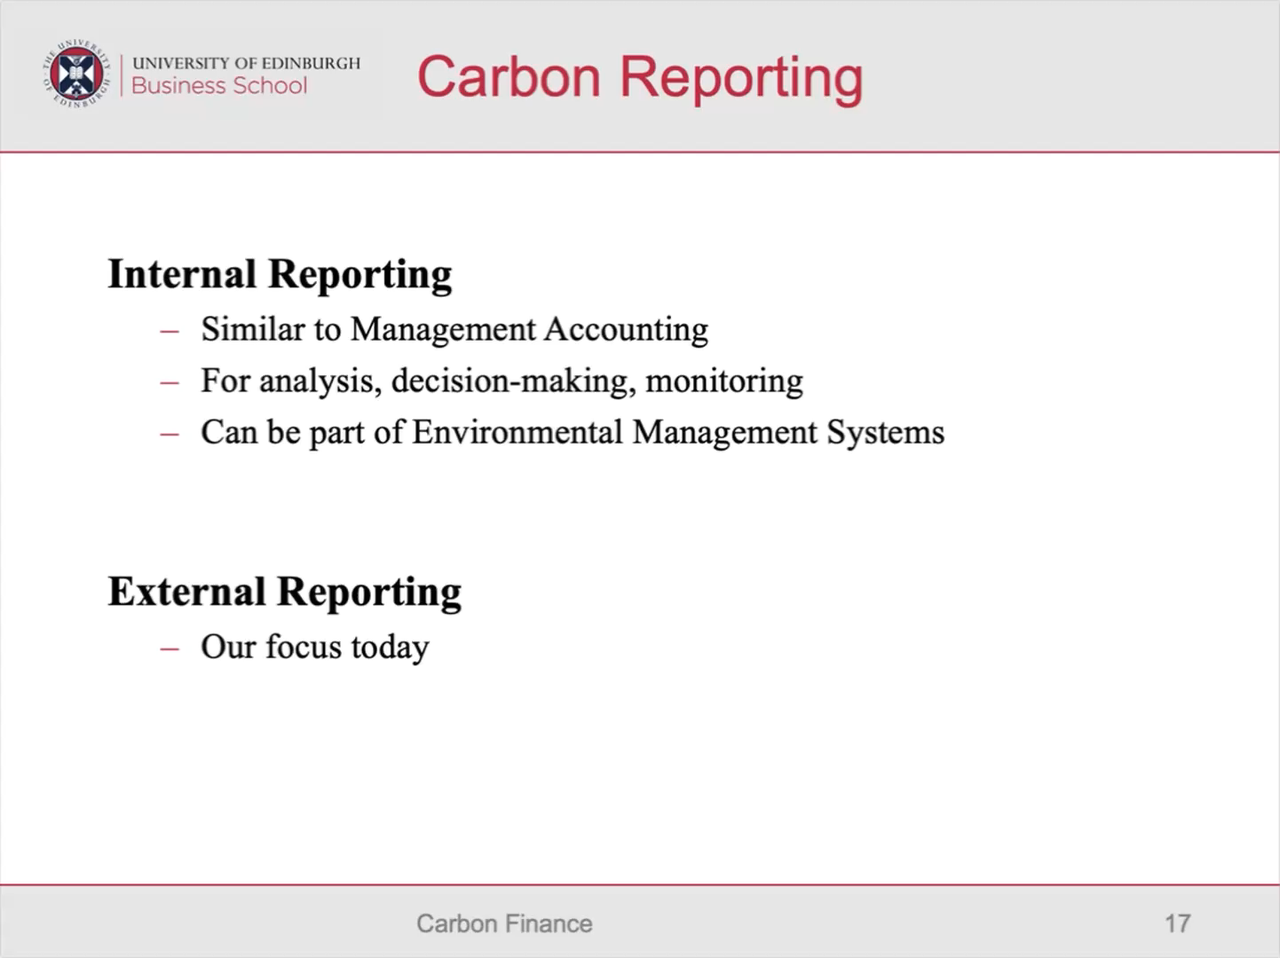 THE UNIVERSITY OF EDINBURGH
UNIVERSITY OF EDINBURGH
Business School
Carbon Reporting
Internal Reporting
– Similar to Management Accounting
– For analysis, decision-making, monitoring
– Can be part of Environmental Management Systems
External Reporting
– Our focus today
Carbon Finance
17